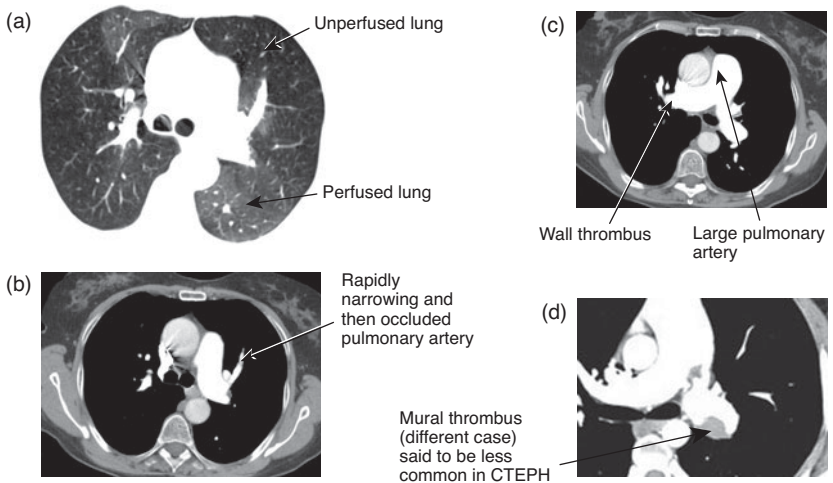 (a)
Unperfused lung
Perfused lung
(b)
Rapidly
narrowing and
then occluded
pulmonary artery
(c)
Wall thrombus
Large pulmonary
artery
(d)
Mural thrombus
(different case)
said to be less
common in CTEPH